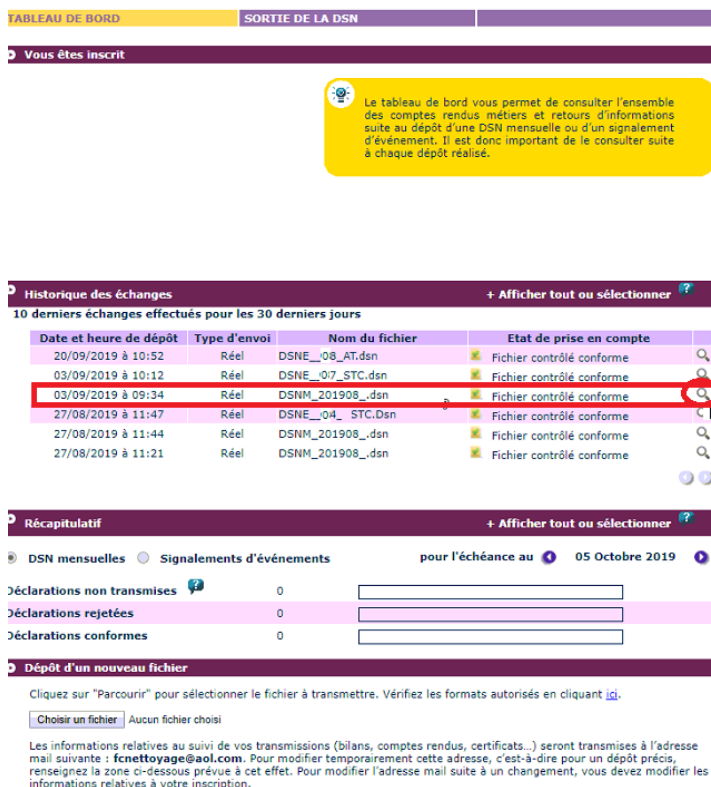 TABLEAU DE BORD SORTIE DE LA DSN
Vous êtes inscrit
Le tableau de bord vous permet de consulter l'ensemble
des comptes rendus métiers et retours d'informations
suite au dépôt d'une DSN mensuelle ou d'un signalement
d'événement. Il est donc important de le consulter suite
à chaque dépôt réalisé.
Historique des échanges + Afficher tout ou sélectionner ?
10 derniers échanges effectués pour les 30 derniers jours
Date et heure de dépôt Type d'envoi Nom du fichier Etat de prise en compte
20/09/2019 à 10:52 Réel DSNE__08_AT.dsn Fichier contrôlé conforme
03/09/2019 à 10:12 Réel DSNE__07_STC.dsn Fichier contrôlé conforme
03/09/2019 à 09:34 Réel DSNM_201908_.dsn Fichier contrôlé conforme
27/08/2019 à 11:47 Réel DSNE__04_ STC.Dsn Fichier contrôlé conforme
27/08/2019 à 11:44 Réel DSNM_201908_.dsn Fichier contrôlé conforme
27/08/2019 à 11:21 Réel DSNM_201908_.dsn Fichier contrôlé conforme
Récapitulatif + Afficher tout ou sélectionner ?
DSN mensuelles Signalements d'événements pour l'échéance au 05 Octobre 2019
Déclarations non transmises ? 0
Déclarations rejetées 0
Déclarations conformes 0
Dépôt d'un nouveau fichier
Cliquez sur "Parcourir" pour sélectionner le fichier à transmettre. Vérifiez les formats autorisés en cliquant ici.
Choisir un fichier Aucun fichier choisi
Les informations relatives au suivi de vos transmissions (bilans, comptes rendus, certificats...) seront transmises à l'adresse
mail suivante : fcnettoyage@aol.com. Pour modifier temporairement cette adresse, c'est-à-dire pour un dépôt précis,
renseignez la zone ci-dessous prévue à cet effet. Pour modifier l'adresse mail suite à un changement, vous devez modifier les
informations relatives à votre inscription.